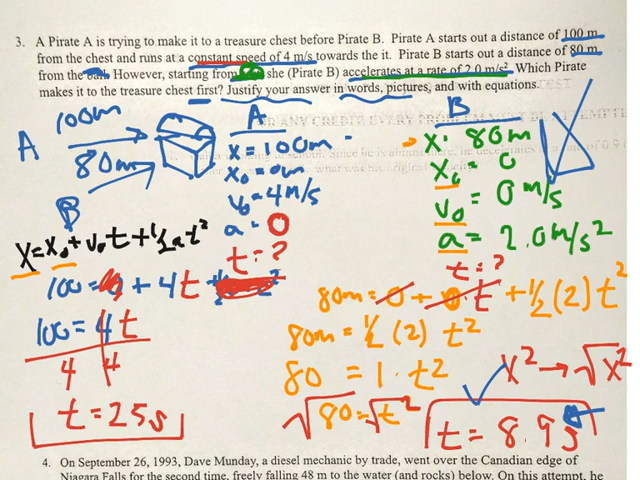 3. A Pirate A is trying to make it to a treasure chest before Pirate B. Pirate A starts out a distance of 100 m
from the chest and runs at a constant speed of 4 m/s towards the it. Pirate B starts out a distance of 80 m
from the However, starting from she (Pirate B) accelerates at a rate of 2.0 m/s². Which Pirate
makes it to the treasure chest first? Justify your answer in words, pictures, and with equations.
A
100m
80m
B
A
x = 100m
x₀ = 0m
v₀ = 4 m/s
a = 0
t = ?
B
x = 80m
x₀ = 0
v₀ = 0 m/s
a = 2.0 m/s²
t = ?
x = x₀ + v₀t + ½at²
100 = + 4t
100 = 4t
4 4
t = 25s
80m = 0 + 0·t + ½(2)t²
80m = ½(2) t²
80 = 1·t²
√80 = √t²
x² → √x²
t = 8.9s
4. On September 26, 1993, Dave Munday, a diesel mechanic by trade, went over the Canadian edge of
Niagara Falls for the second time, freely falling 48 m to the water (and rocks) below. On this attempt, he